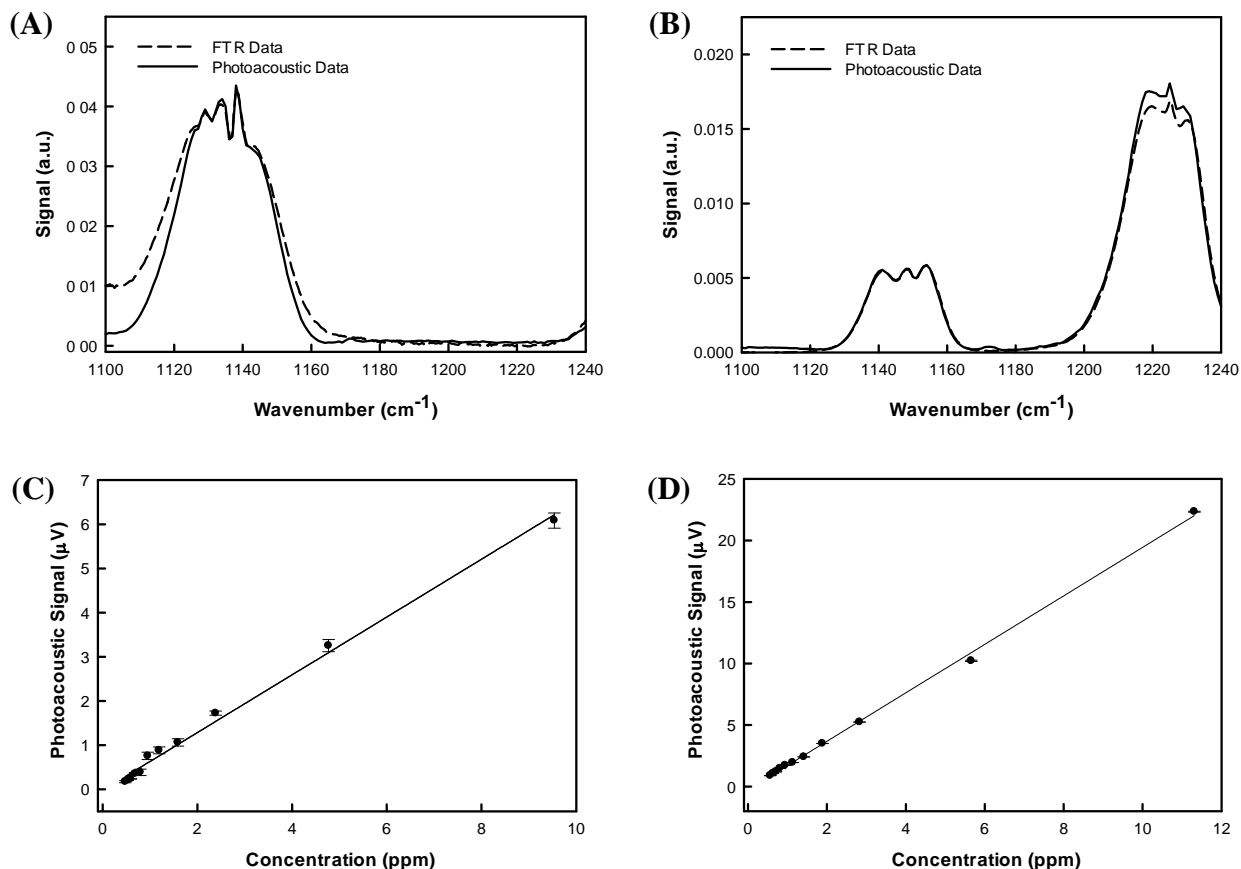 (A)
0 05
0 04
0 03
0 02
0 01
0 00
Signal (a.u.)
FTR Data
Photoacoustic Data
1100 1120 1140 1160 1180 1200 1220 1240
Wavenumber (cm-1)
(B)
0.020
0.015
0.010
0.005
0.000
Signal (a.u.)
FTR Data
Photoacoustic Data
1100 1120 1140 1160 1180 1200 1220 1240
Wavenumber (cm-1)
(C)
7
6
5
4
3
2
1
0
Photoacoustic Signal (μV)
0 2 4 6 8 10
Concentration (ppm)
(D)
25
20
15
10
5
0
Photoacoustic Signal (μV)
0 2 4 6 8 10 12
Concentration (ppm)